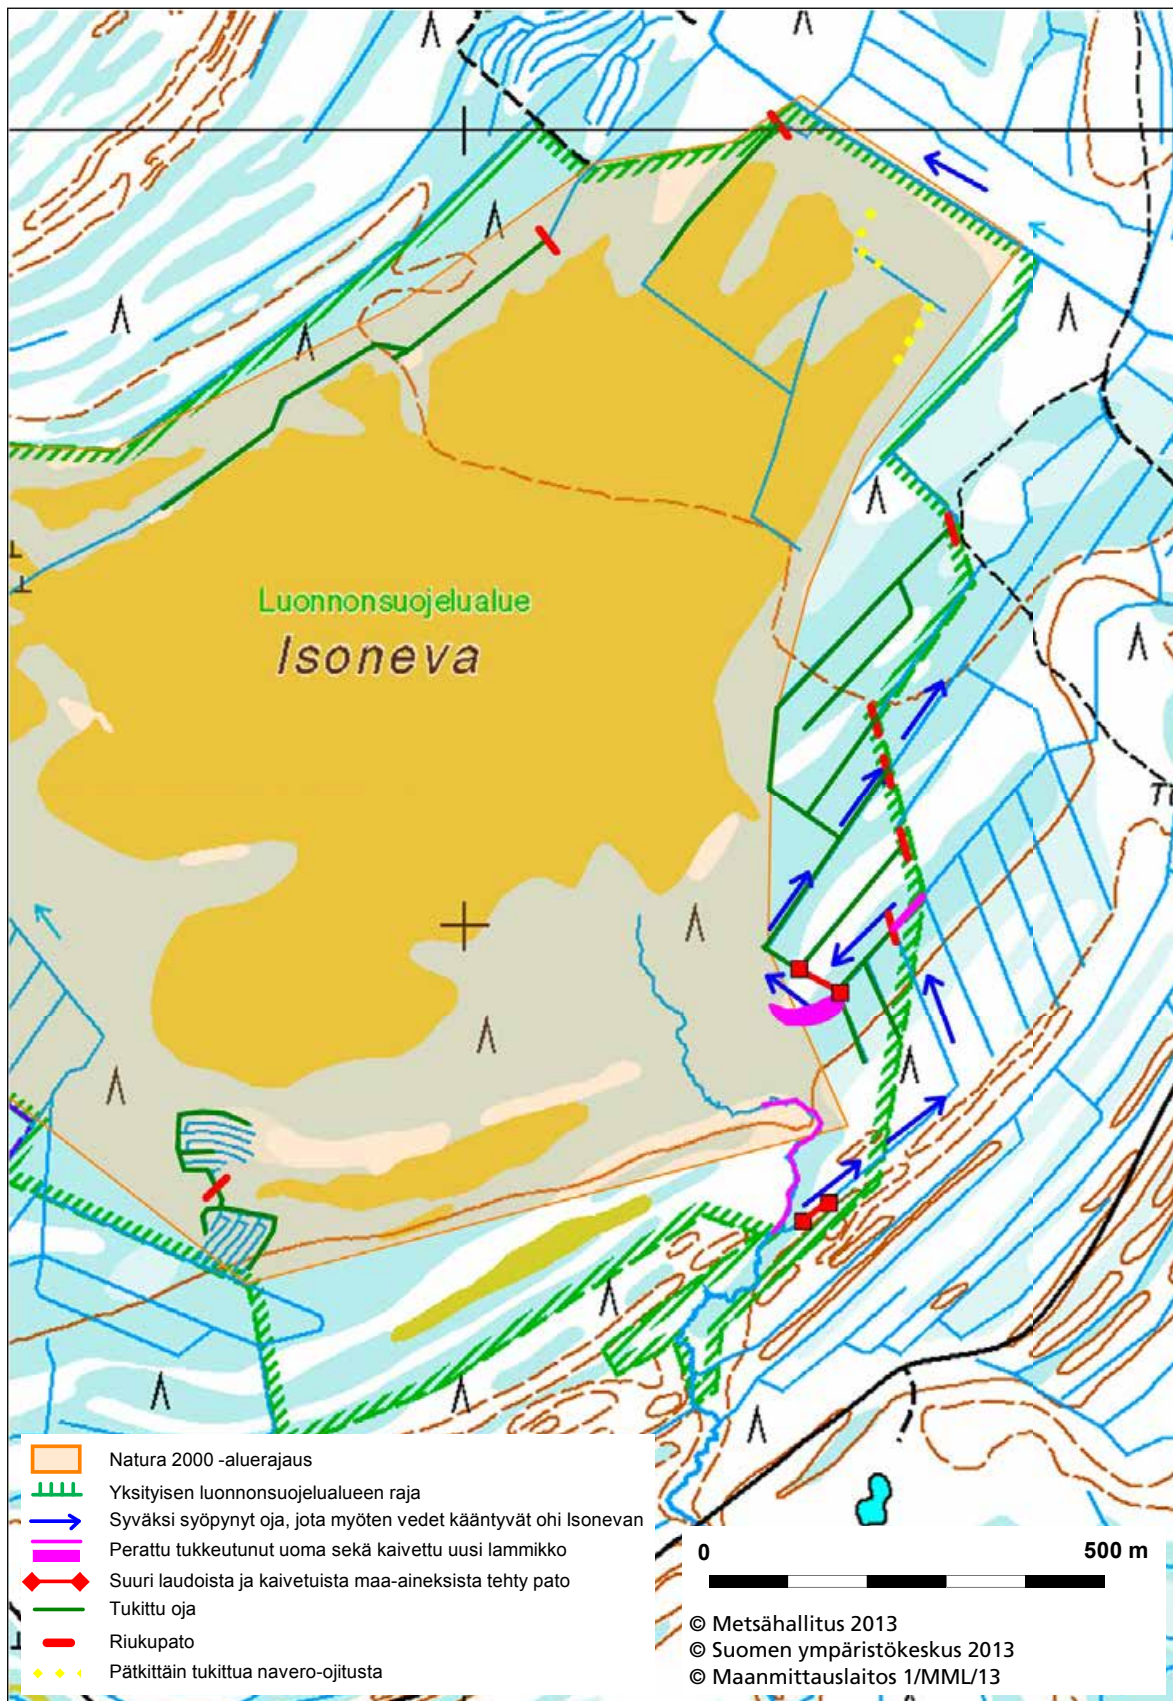 Luonnonsuojelualue
Isoneva
Natura 2000 -aluerajaus
Yksityisen luonnonsuojelualueen raja
Syväksi syöpynyt oja, jota myöten vedet kääntyvät ohi Isonevan
Perattu tukkeutunut uoma sekä kaivettu uusi lammikko
Suuri laudoista ja kaivetuista maa-aineksista tehty pato
Tukittu oja
Riukupato
Pätkittäin tukittua navero-ojitusta
0 500 m
© Metsähallitus 2013
© Suomen ympäristökeskus 2013
© Maanmittauslaitos 1/MML/13